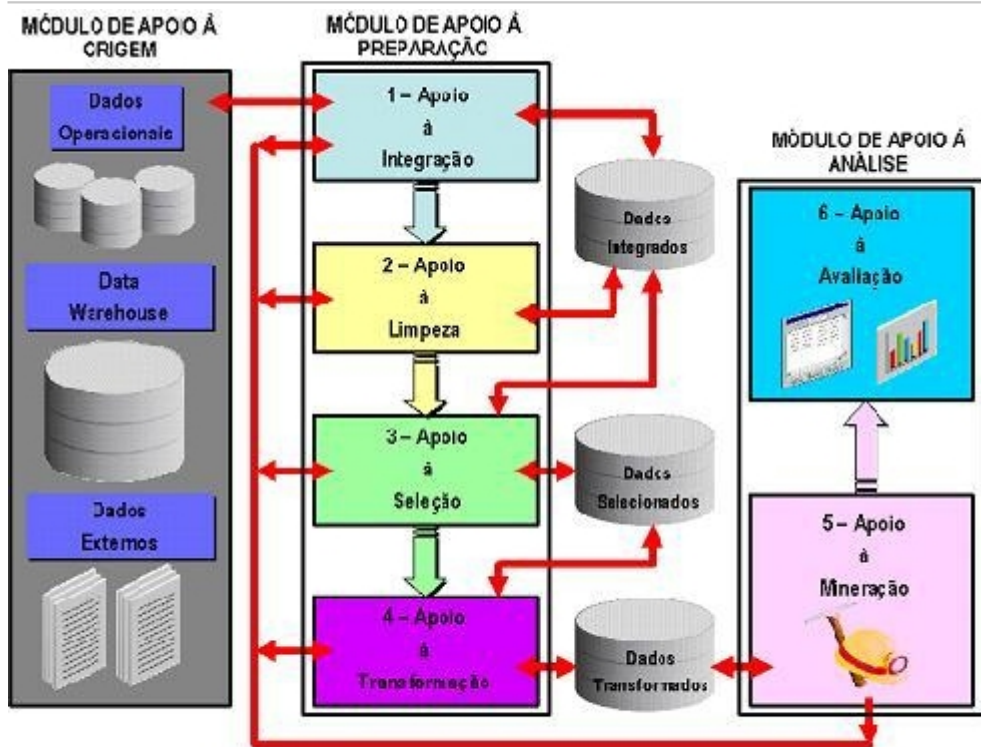 MÓDULO DE APOIO Á
CRIGEM
Dados
Operacionais
Data
Warehouse
Dados
Externos
MÓDULO DE APOIO Á
PREPARAÇÃO
1 – Apoio
à
Integração
2 – Apoio
à
Limpeza
3 – Apoio
à
Seleção
4 – Apoio
à
Transformação
Dados
Integrados
Dados
Selecionados
Dados
Transformados
MÓDULO DE APOIO Á
ANÀLISE
6 – Apoio
à
Avaliação
5 – Apoio
à
Mineração